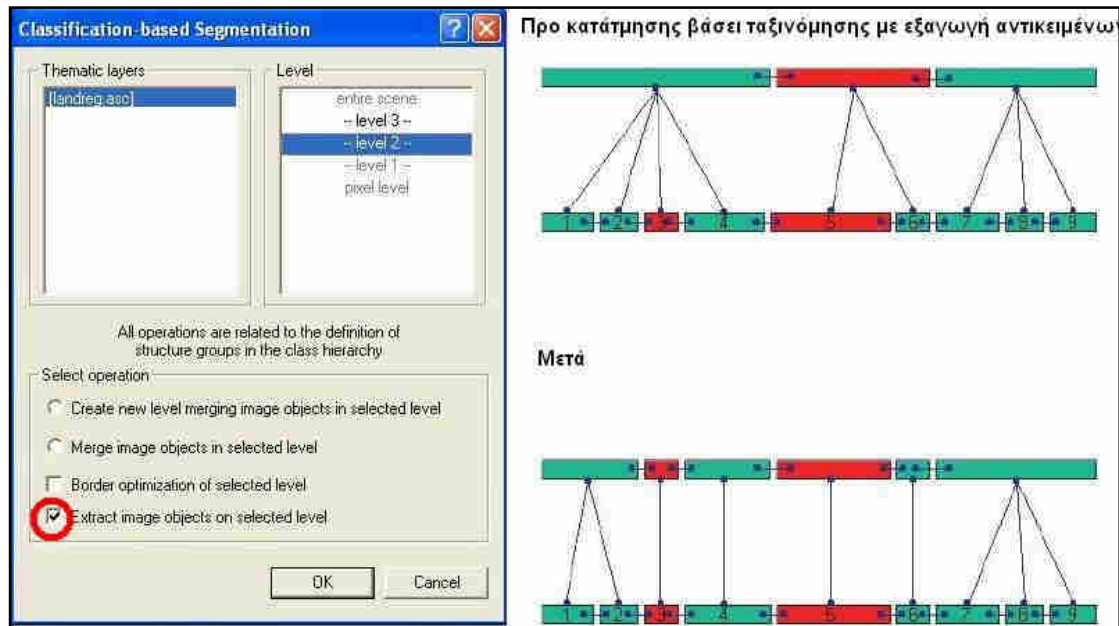 Classification-based Segmentation
Thematic layers
[landreg.asc]
Level
entire scene
-- level 3 --
-- level 2 --
-- level 1 --
pixel level
All operations are related to the definition of
structure groups in the class hierarchy
Select operation
Create new level merging image objects in selected level
Merge image objects in selected level
Border optimization of selected level
Extract image objects on selected level
OK Cancel
Προ κατάτμησης βάσει ταξινόμησης με εξαγωγή αντικειμένων
1 2 3 4 5 6 7 8 9
Μετά
1 2 3 4 5 6 7 8 9